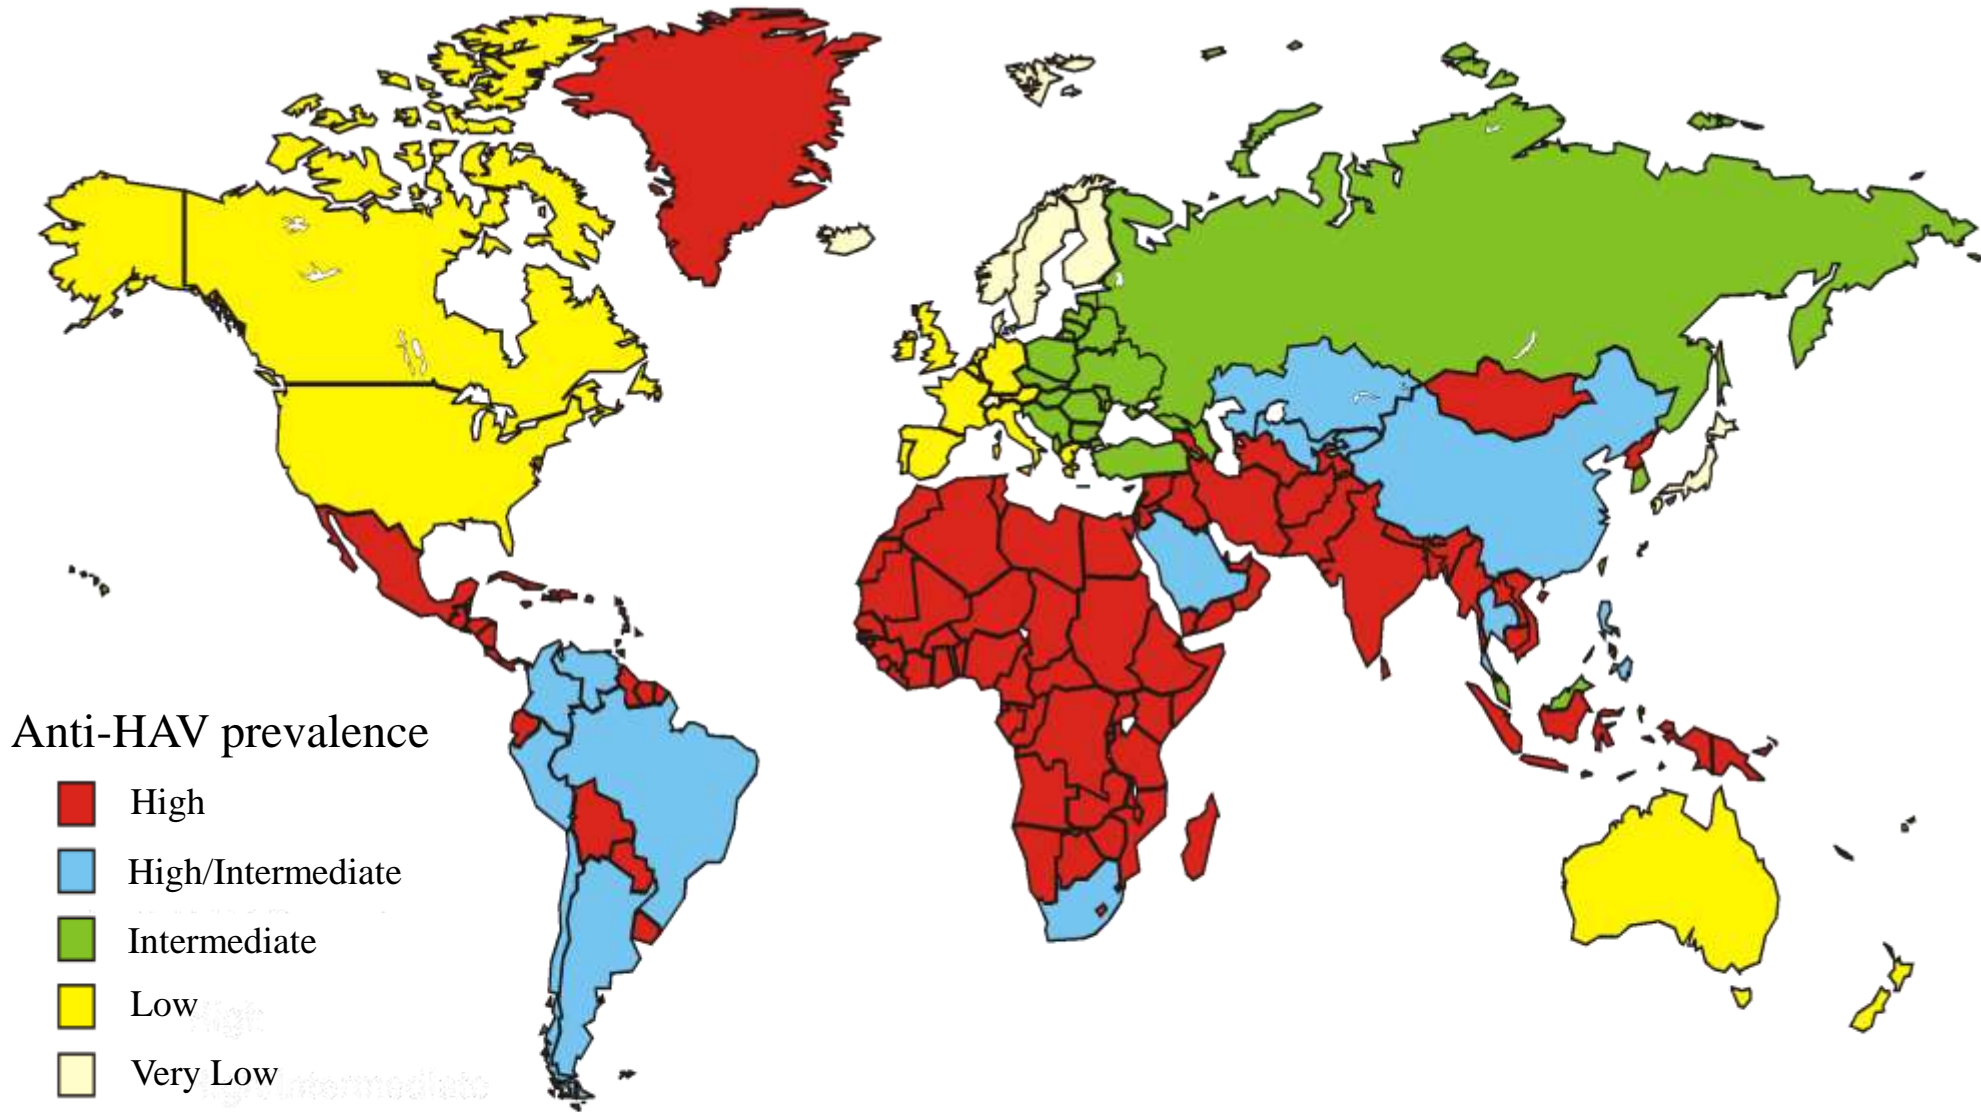 Anti-HAV prevalence
High
High/Intermediate
Intermediate
Low
Very Low